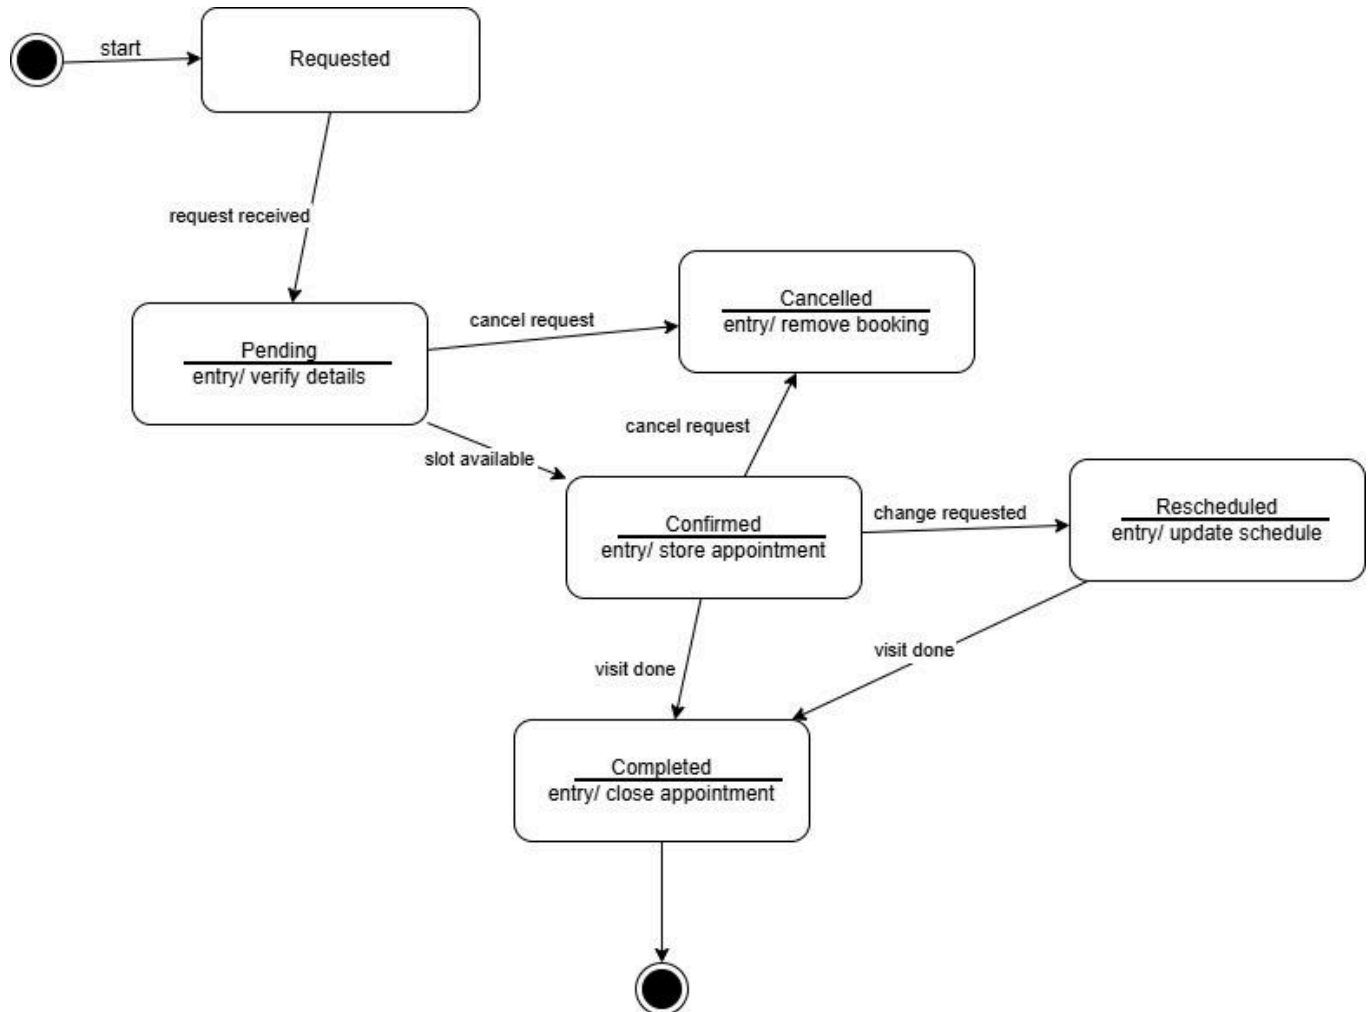 start
Requested
request received
Cancelled
entry/ remove booking
cancel request
Pending
entry/ verify details
cancel request
slot available
Rescheduled
entry/ update schedule
change requested
Confirmed
entry/ store appointment
visit done
visit done
Completed
entry/ close appointment